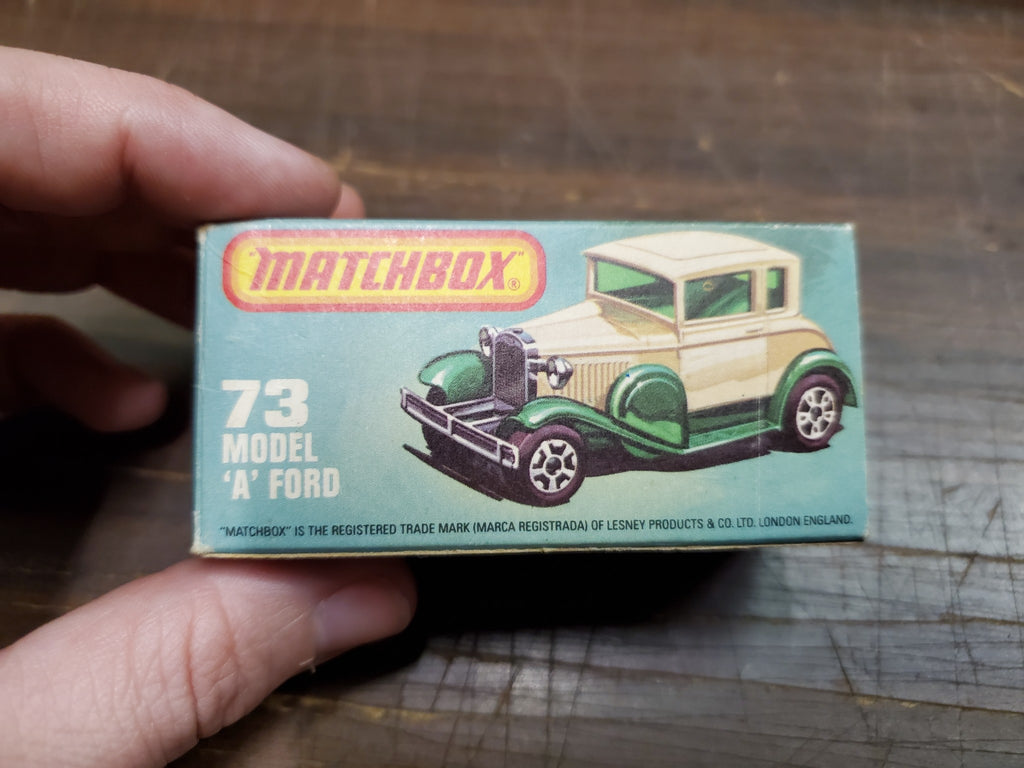 "MATCHBOX"®
73
MODEL
'A' FORD
"MATCHBOX" IS THE REGISTERED TRADE MARK (MARCA REGISTRADA) OF LESNEY PRODUCTS & CO. LTD. LONDON ENGLAND.